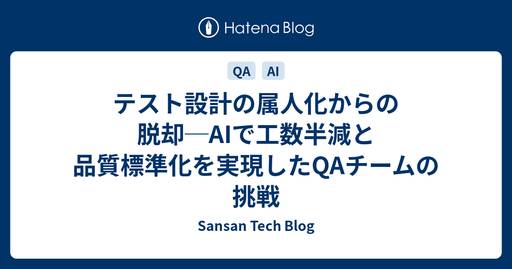 Hatena Blog
QA AI
テスト設計の属人化からの
脱却─AIで工数半減と
品質標準化を実現したQAチームの
挑戦
Sansan Tech Blog